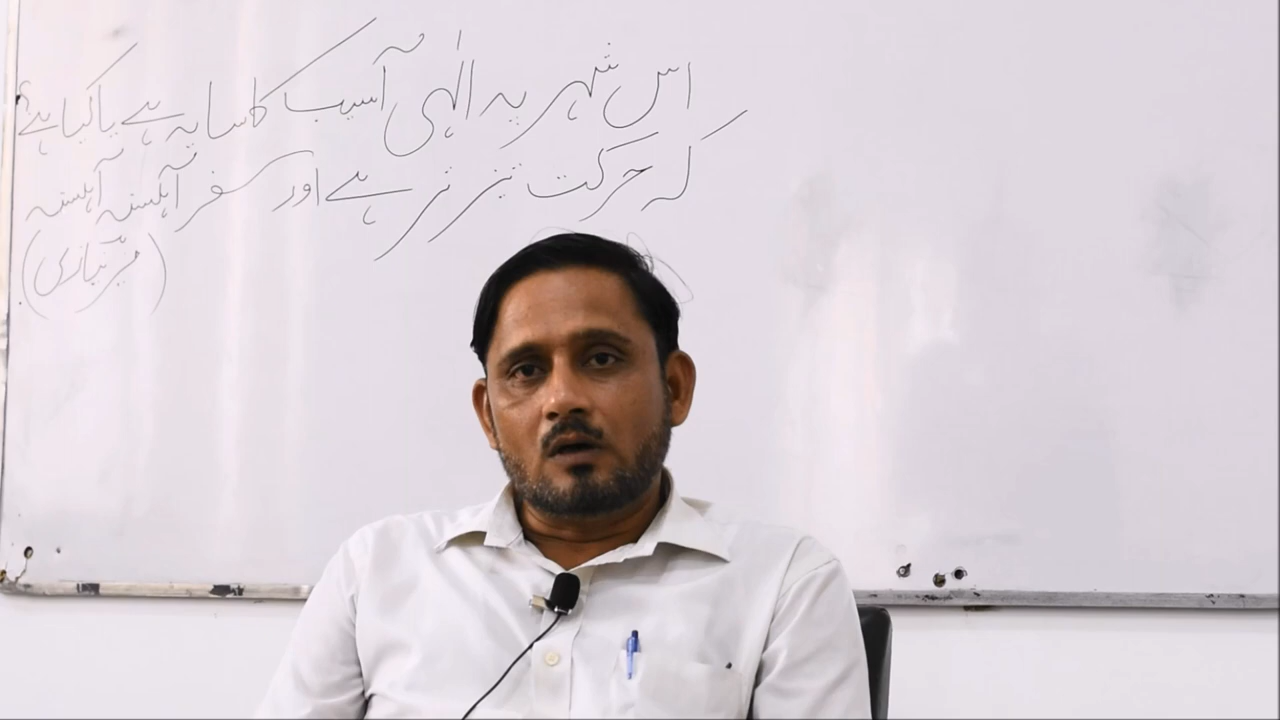 اس شہر پہ الٰہی آسیب کا سایہ ہے یا کیا ہے؟
کہ حرکت تیز تر ہے اور سفر آہستہ آہستہ
(منیر نیازی)